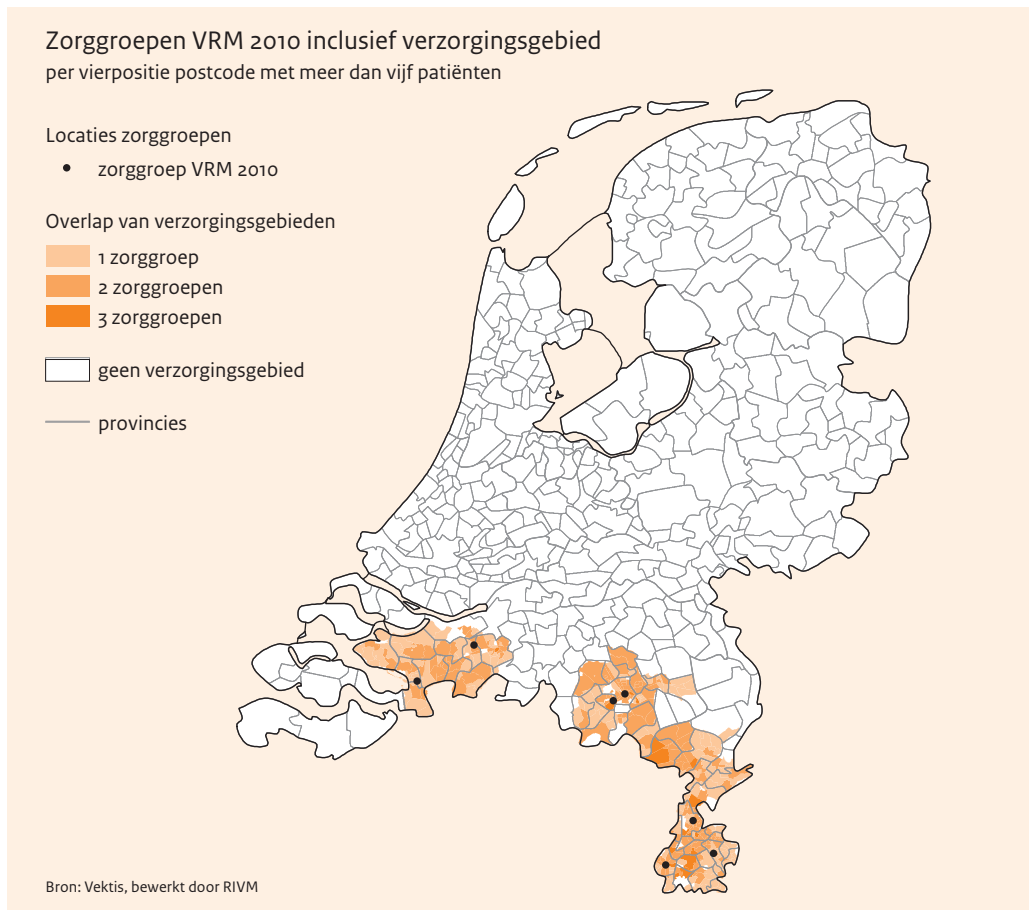 Zorggroepen VRM 2010 inclusief verzorgingsgebied
per vierpositie postcode met meer dan vijf patiënten
Locaties zorggroepen
zorggroep VRM 2010
Overlap van verzorgingsgebieden
1 zorggroep
2 zorggroepen
3 zorggroepen
geen verzorgingsgebied
provincies
Bron: Vektis, bewerkt door RIVM